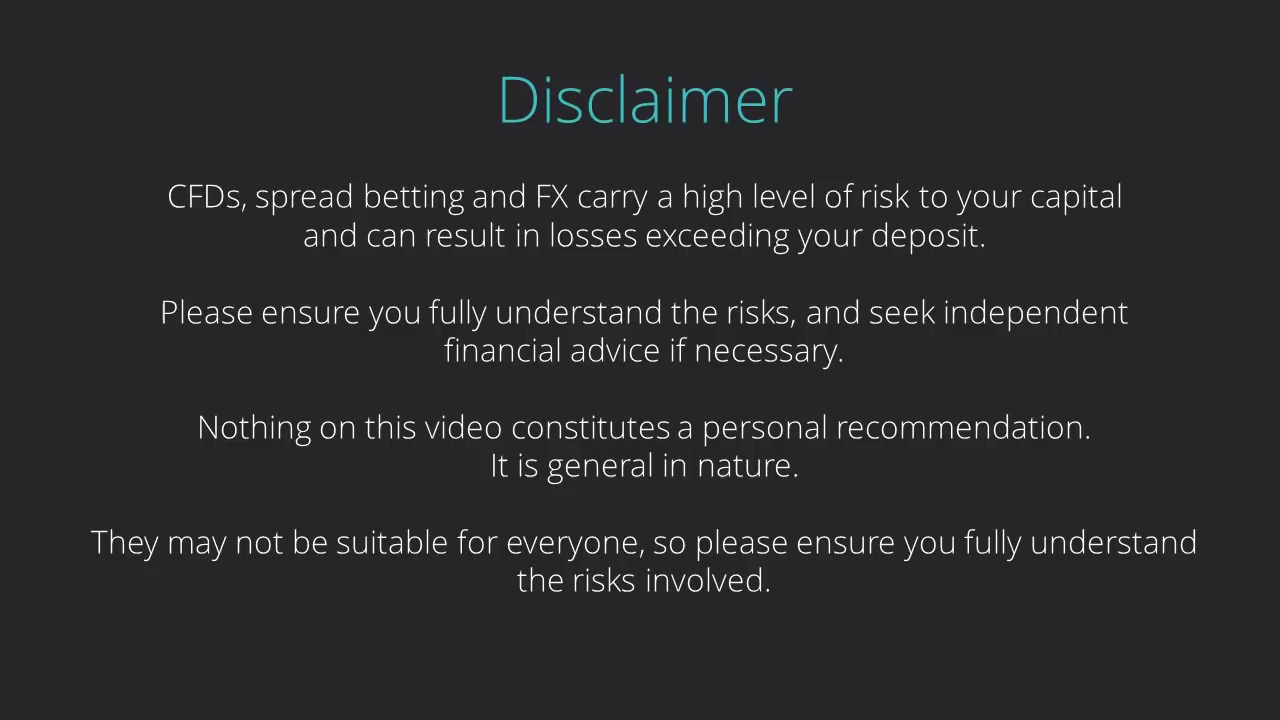 Disclaimer
CFDs, spread betting and FX carry a high level of risk to your capital
and can result in losses exceeding your deposit.
Please ensure you fully understand the risks, and seek independent
financial advice if necessary.
Nothing on this video constitutes a personal recommendation.
It is general in nature.
They may not be suitable for everyone, so please ensure you fully understand
the risks involved.